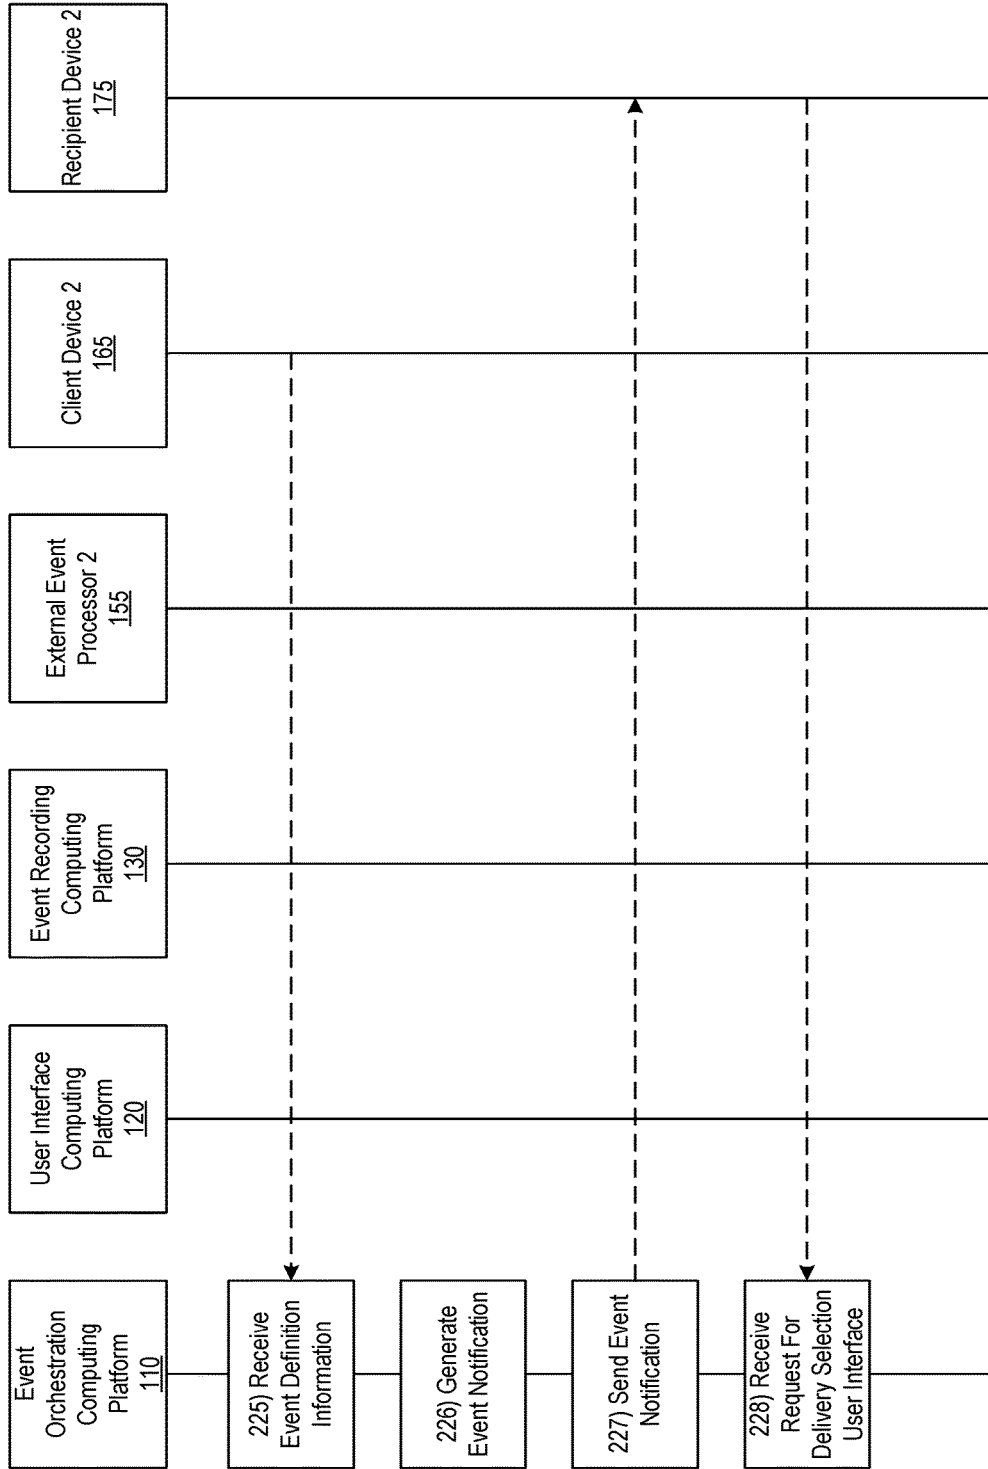 Event
Orchestration
Computing
Platform
110
User Interface
Computing
Platform
120
Event Recording
Computing
Platform
130
External Event
Processor 2
155
Client Device 2
165
Recipient Device 2
175
225) Receive
Event Definition
Information
226) Generate
Event Notification
227) Send Event
Notification
228) Receive
Request For
Delivery Selection
User Interface